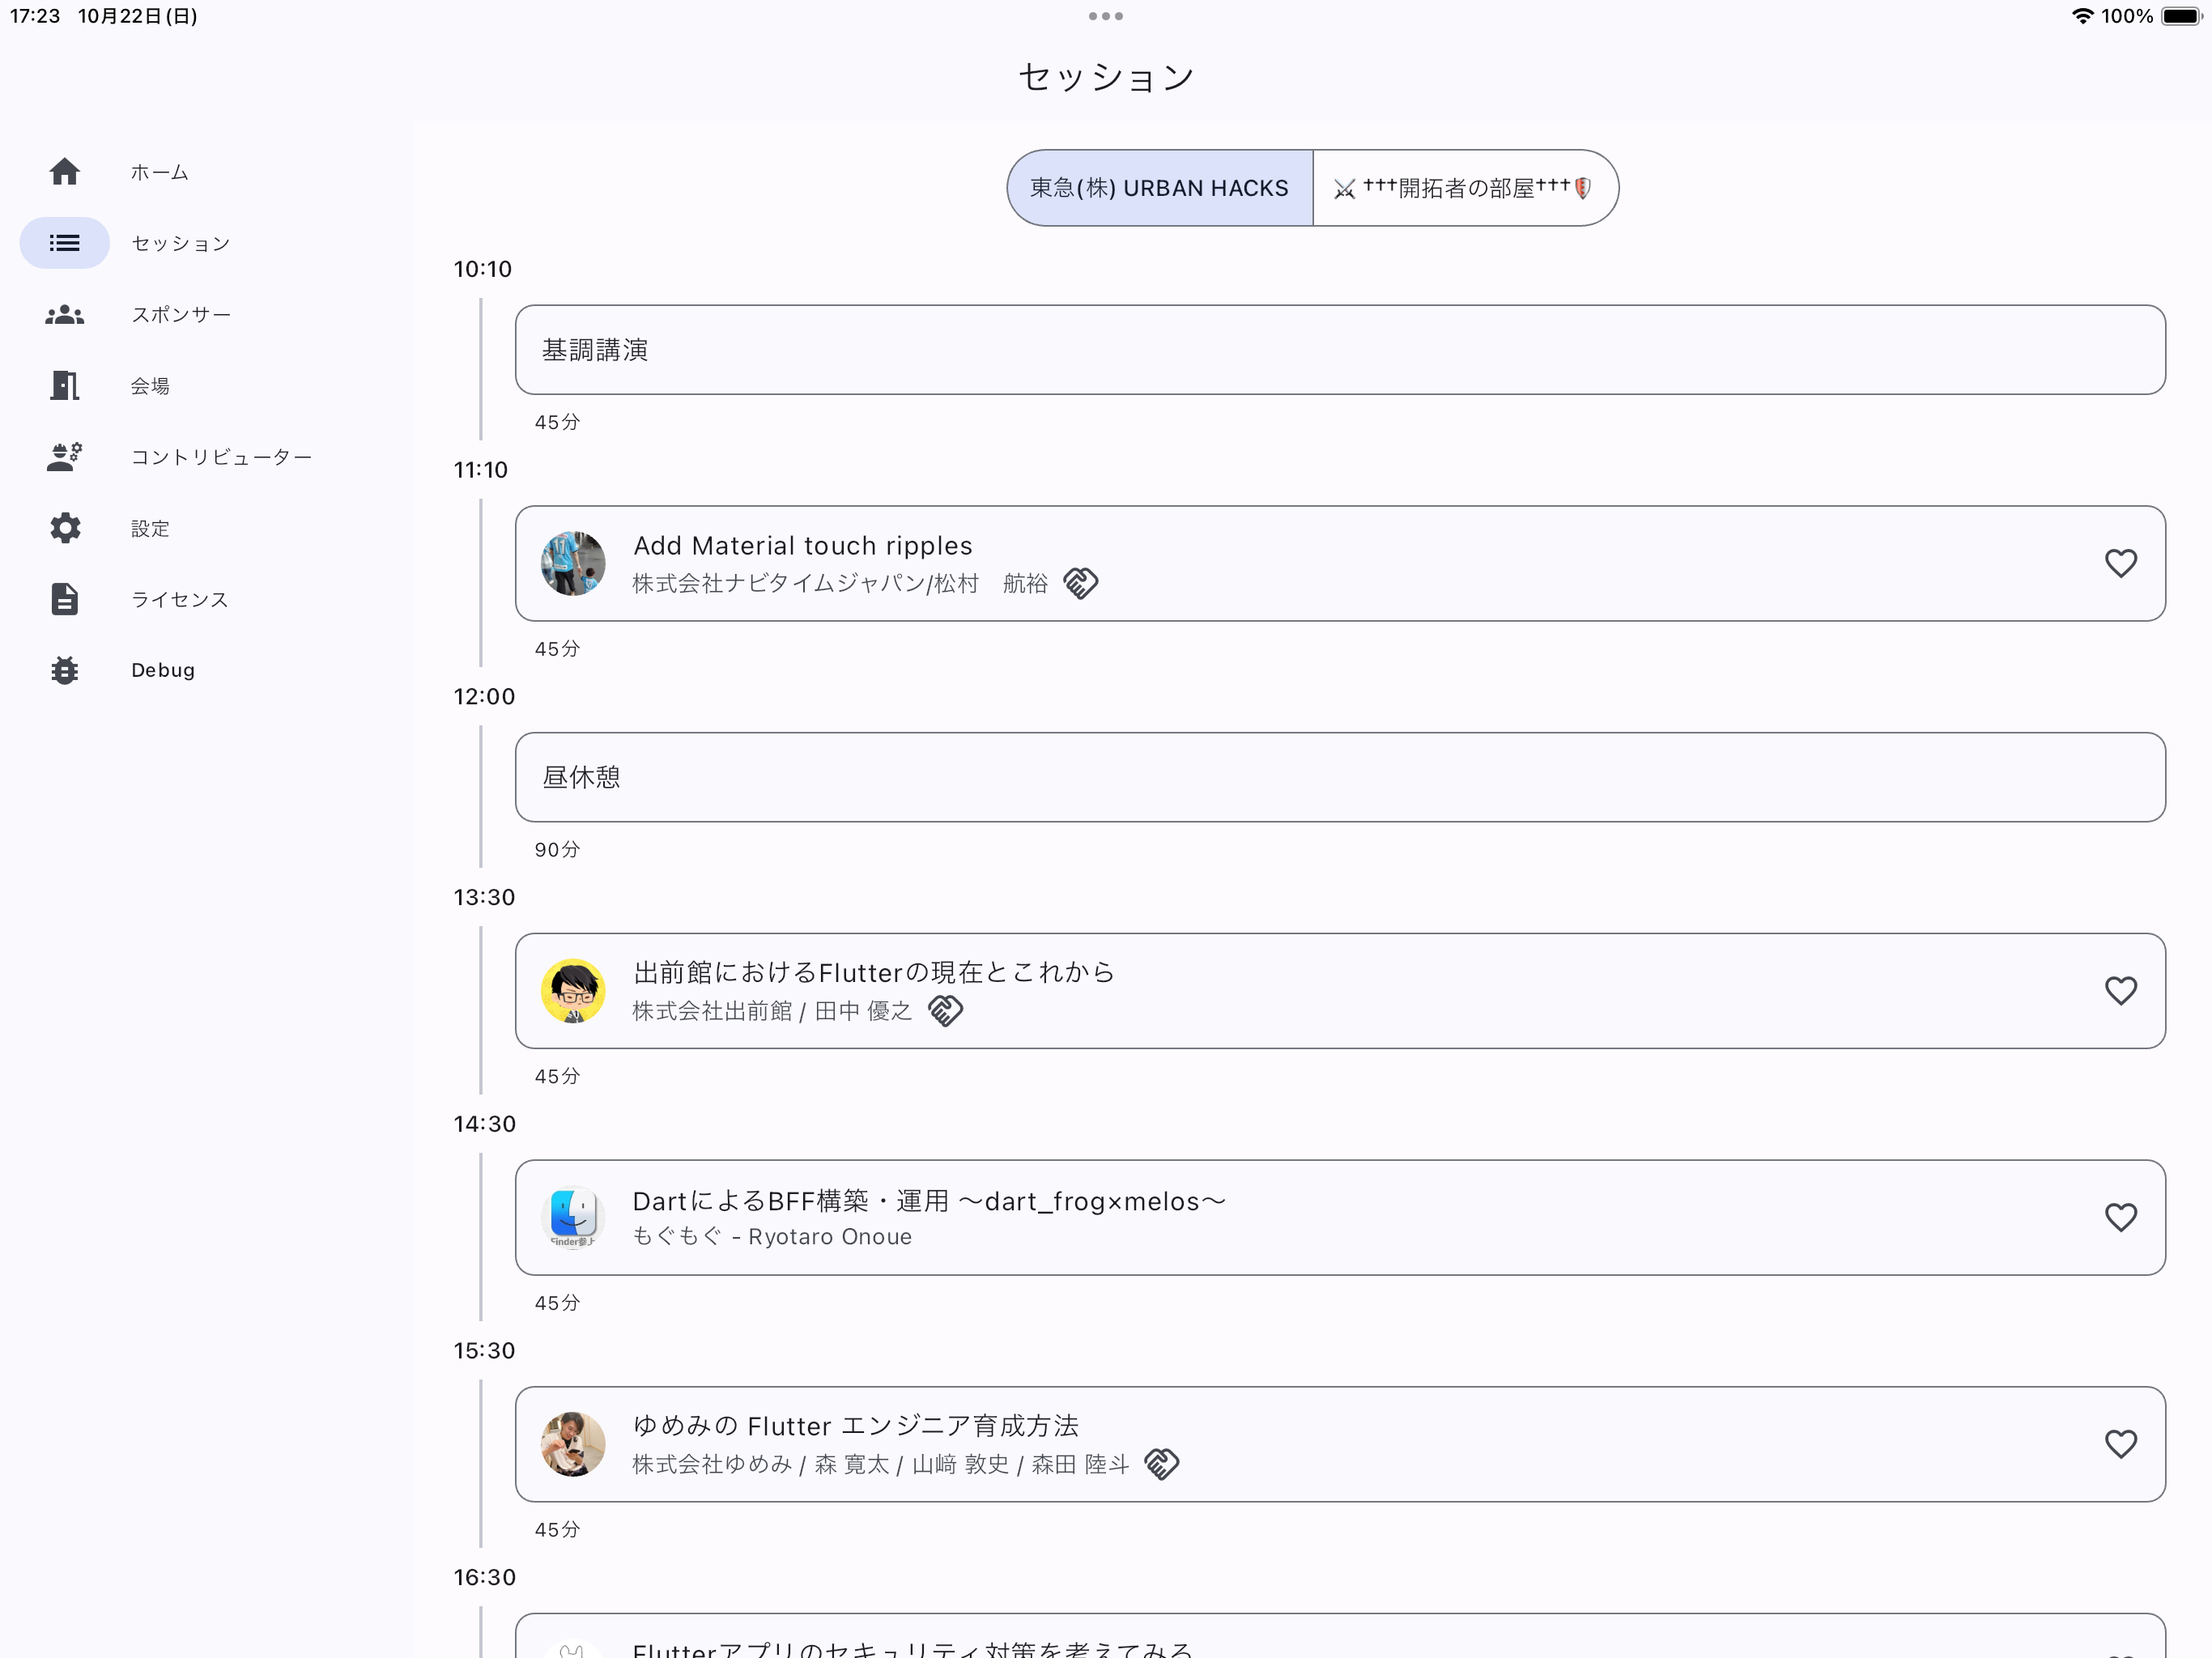 17:23 10月22日(日)
100%
セッション
ホーム
セッション
スポンサー
会場
コントリビューター
設定
ライセンス
Debug
東急(株) URBAN HACKS
⚔ †††開拓者の部屋†††🛡
10:10
基調講演
45分
11:10
Add Material touch ripples
株式会社ナビタイムジャパン/松村　航裕
45分
12:00
昼休憩
90分
13:30
出前館におけるFlutterの現在とこれから
株式会社出前館 / 田中 優之
45分
14:30
DartによるBFF構築・運用 〜dart_frog×melos〜
もぐもぐ - Ryotaro Onoue
45分
15:30
ゆめみの Flutter エンジニア育成方法
株式会社ゆめみ / 森 寛太 / 山﨑 敦史 / 森田 陸斗
45分
16:30
Flutterアプリのセキュリティ対策を考えてみる